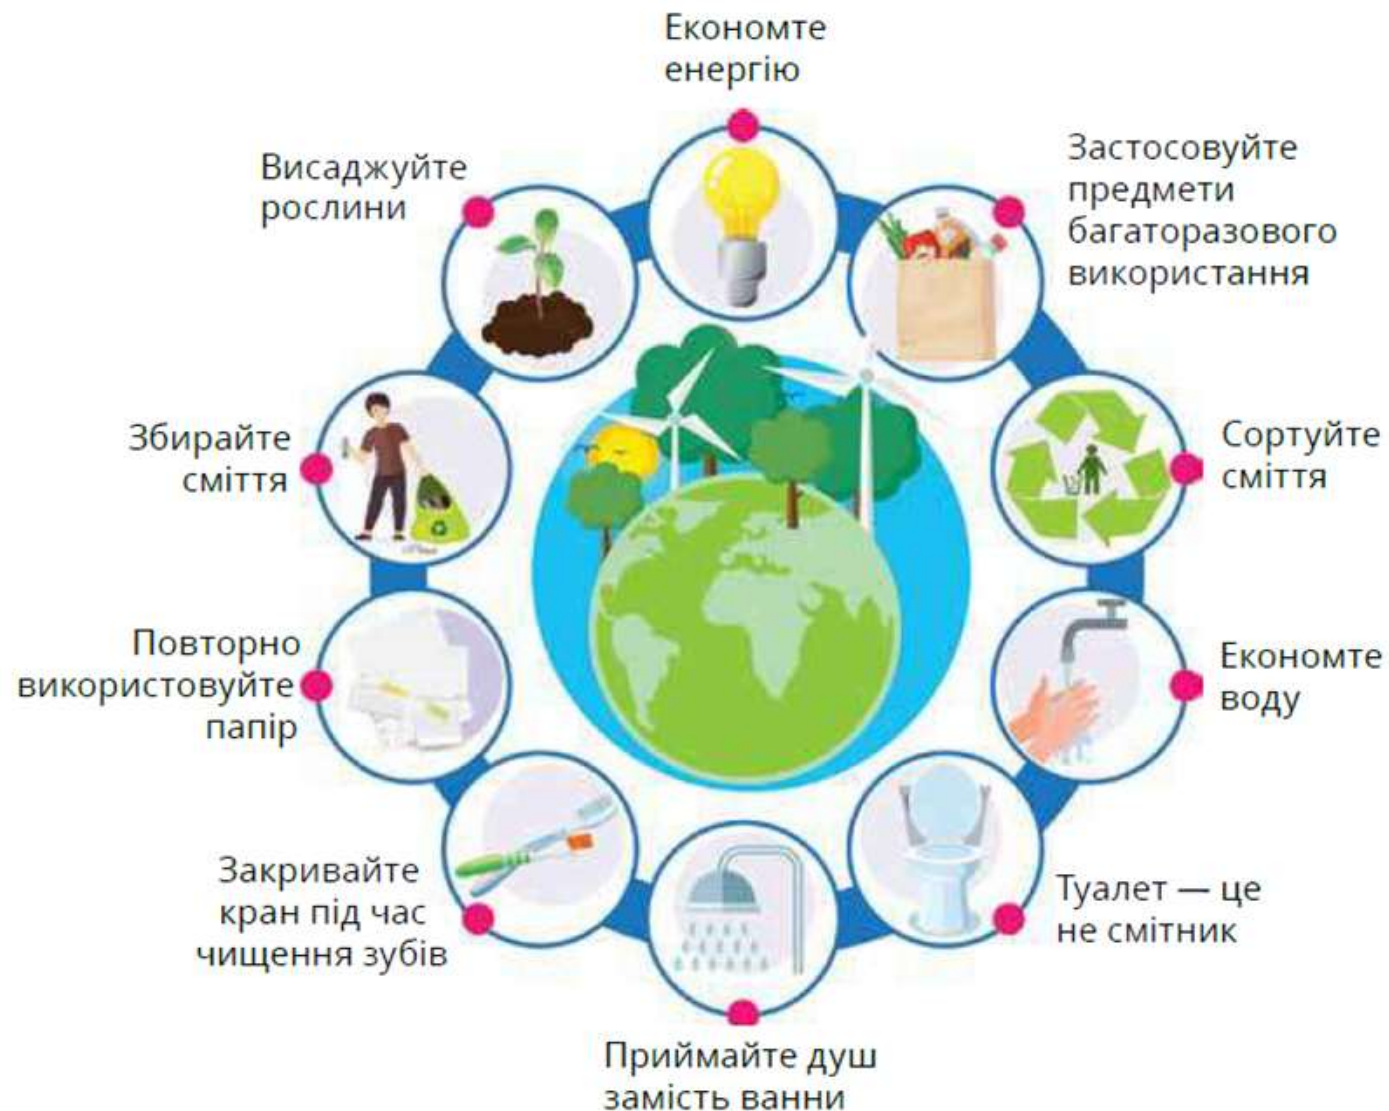 Економте
енергію
Застосовуйте
предмети
багаторазового
використання
Сортуйте
сміття
Економте
воду
Туалет — це
не смітник
Приймайте душ
замість ванни
Закривайте
кран під час
чищення зубів
Повторно
використовуйте
папір
Збирайте
сміття
Висаджуйте
рослини